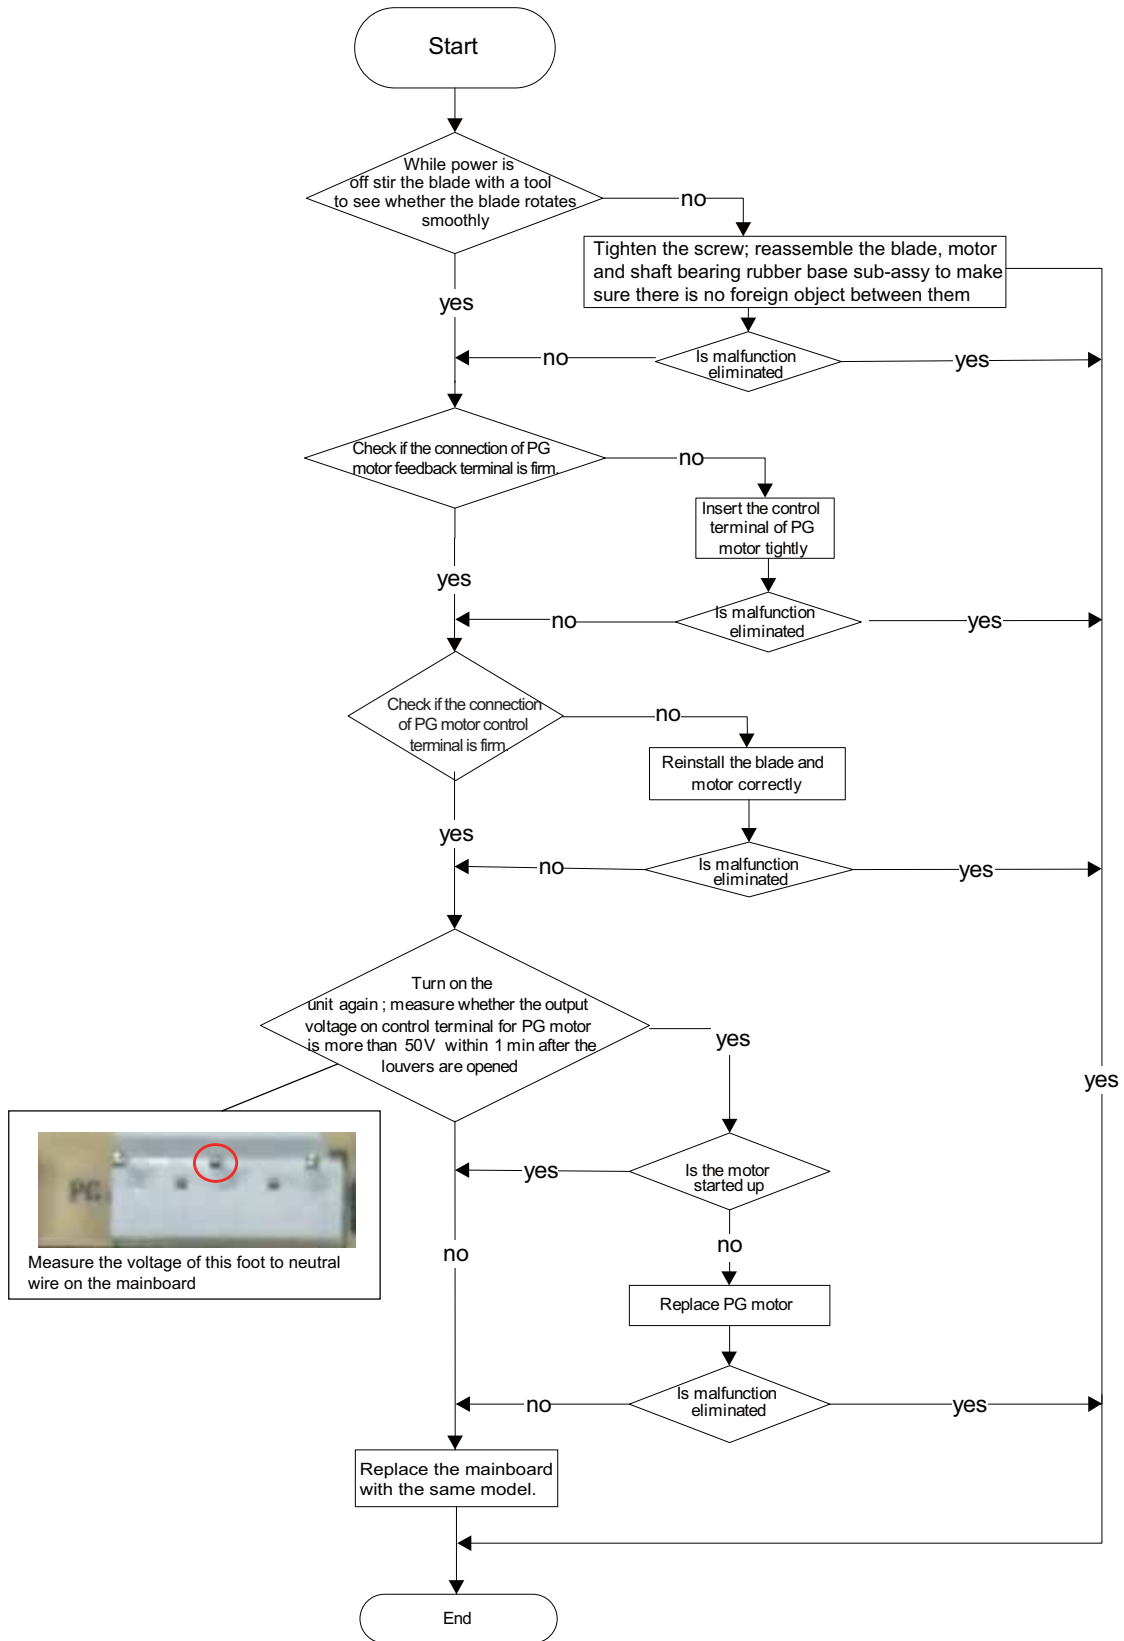 Start
While power is
off stir the blade with a tool
to see whether the blade rotates
smoothly
no
Tighten the screw; reassemble the blade, motor
and shaft bearing rubber base sub-assy to make
sure there is no foreign object between them
yes
Is malfunction
eliminated
no
yes
Check if the connection of PG
motor feedback terminal is firm.
no
Insert the control
terminal of PG
motor tightly
yes
Is malfunction
eliminated
no
yes
Check if the connection
of PG motor control
terminal is firm.
no
Reinstall the blade and
motor correctly
yes
Is malfunction
eliminated
no
yes
Turn on the
unit again ; measure whether the output
voltage on control terminal for PG motor
is more than 50V within 1 min after the
louvers are opened
yes
yes
PG
Measure the voltage of this foot to neutral
wire on the mainboard
Is the motor
started up
yes
no
no
Replace PG motor
Is malfunction
eliminated
no
yes
Replace the mainboard
with the same model.
End